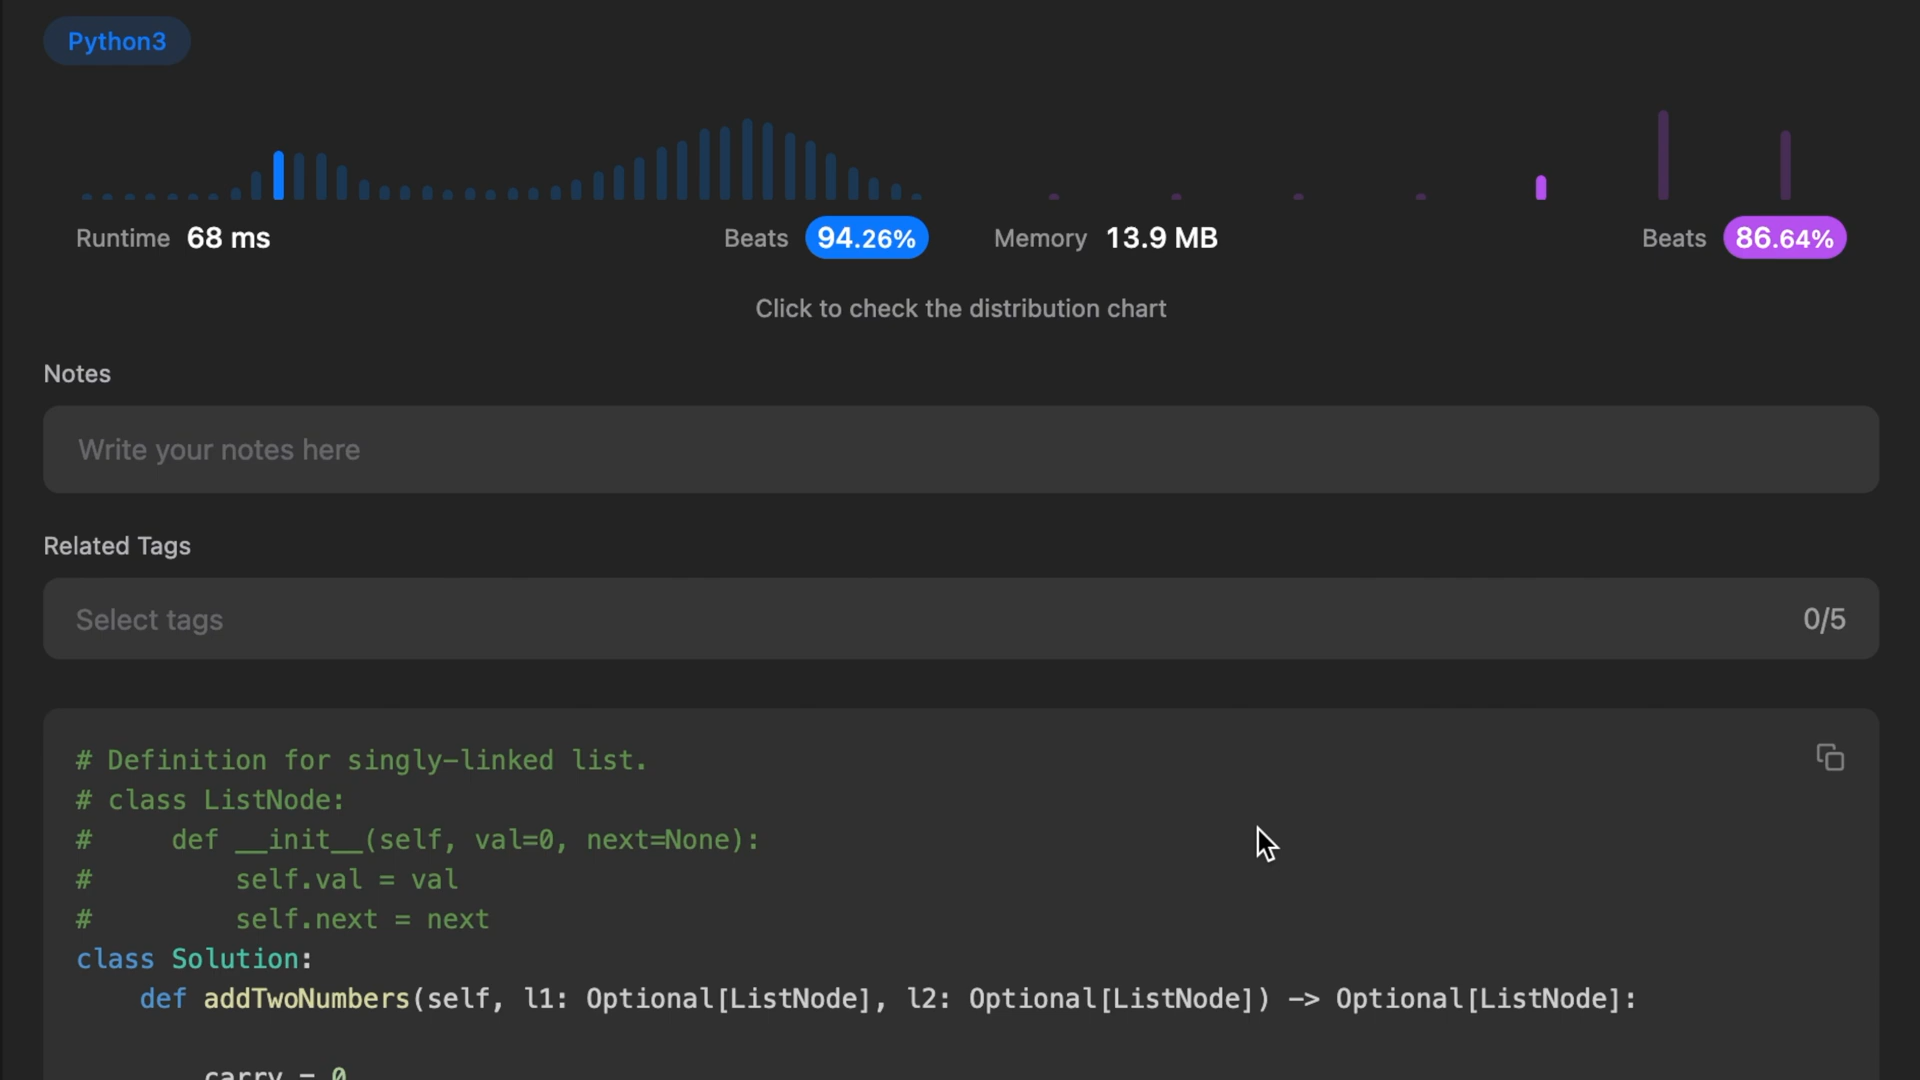 Python3
Runtime 68 ms Beats 94.26% Memory 13.9 MB Beats 86.64%
Click to check the distribution chart
Notes
Write your notes here
Related Tags
Select tags 0/5
# Definition for singly-linked list.
# class ListNode:
#     def __init__(self, val=0, next=None):
#         self.val = val
#         self.next = next
class Solution:
    def addTwoNumbers(self, l1: Optional[ListNode], l2: Optional[ListNode]) -> Optional[ListNode]:
        carry = 0